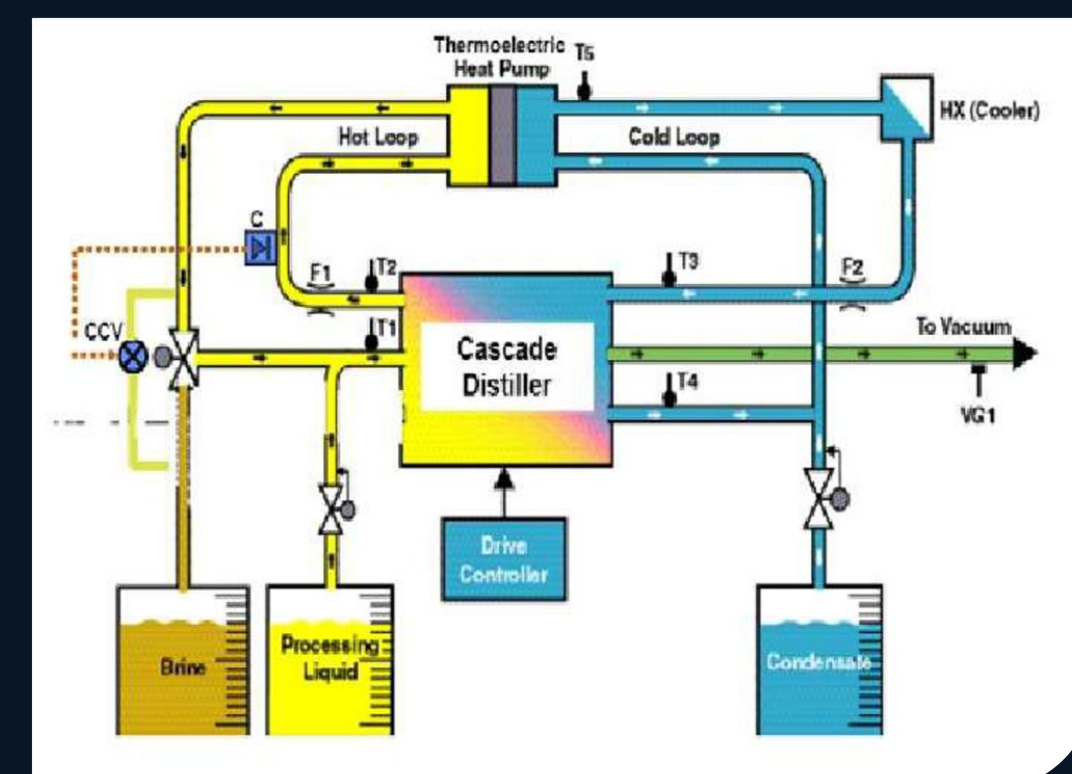 Thermoelectric
Heat Pump
T5
HX (Cooler)
Hot Loop
Cold Loop
C
F1
T2
T3
F2
CCV
T1
To Vacuum
Cascade
Distiller
T4
VG1
Drive
Controller
Brine
Processing
Liquid
Condensate